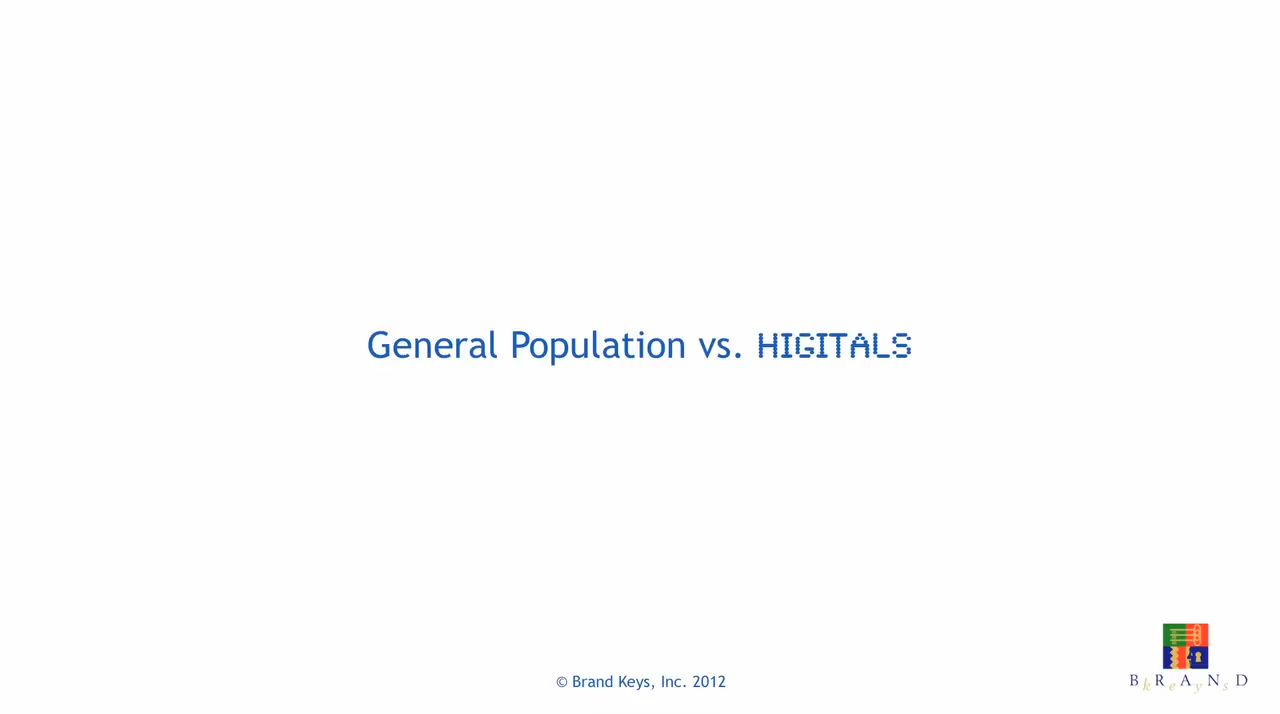 General Population vs. HIGITALS
© Brand Keys, Inc. 2012
BkReAyNsD